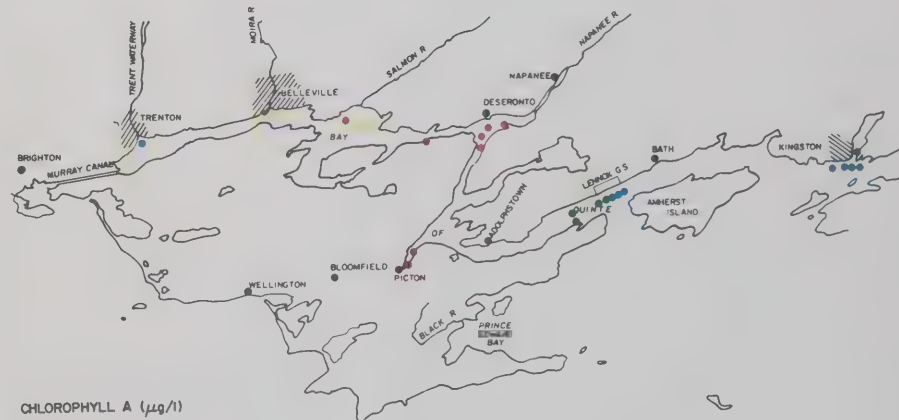 TRENT WATERWAY
MOIRA R
SALMON R
NAPANEE R
NAPANEE
BELLEVILLE
TRENTON
DESERONTO
BAY
BRIGHTON
MURRAY CANAL
BATH
KINGSTON
LENNOX G S
AMHERST
ISLAND
QUINTE
ADOLPHSTOWN
OF
BLOOMFIELD
PICTON
WELLINGTON
BLACK R
PRINCE
BAY
CHLOROPHYLL A (μg/l)